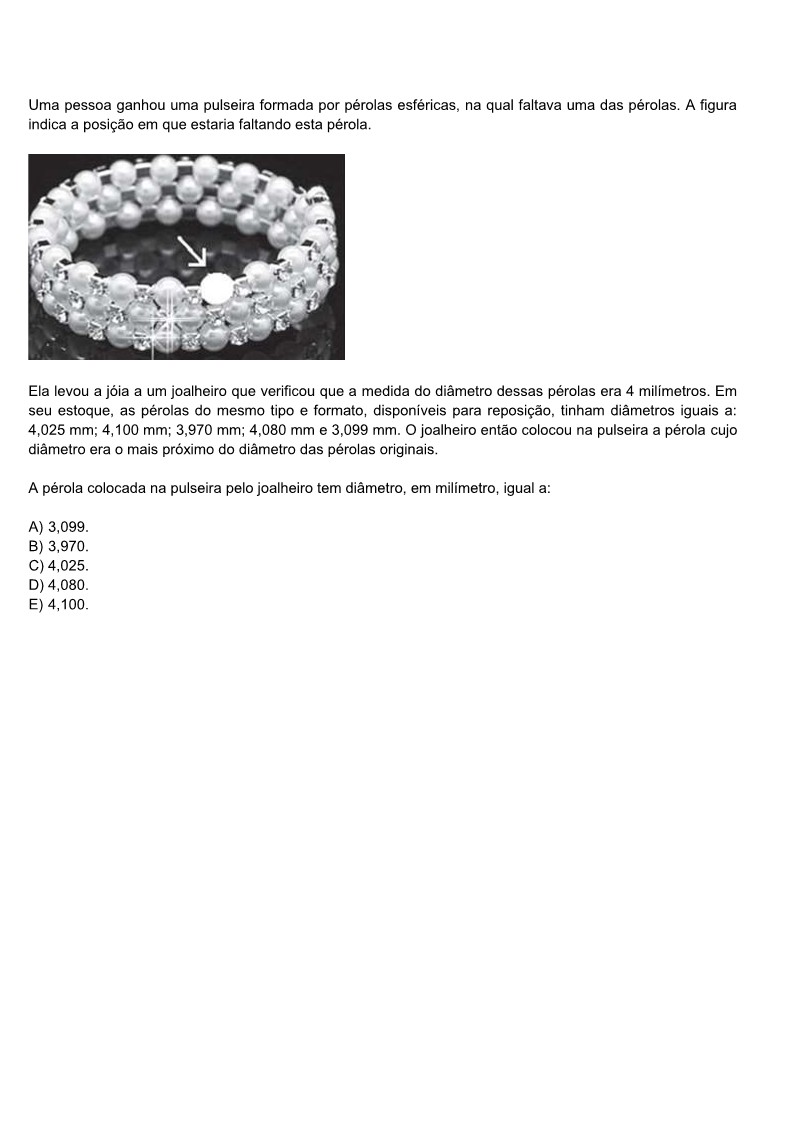 Uma pessoa ganhou uma pulseira formada por pérolas esféricas, na qual faltava uma das pérolas. A figura
indica a posição em que estaria faltando esta pérola.
Ela levou a jóia a um joalheiro que verificou que a medida do diâmetro dessas pérolas era 4 milímetros. Em
seu estoque, as pérolas do mesmo tipo e formato, disponíveis para reposição, tinham diâmetros iguais a:
4,025 mm; 4,100 mm; 3,970 mm; 4,080 mm e 3,099 mm. O joalheiro então colocou na pulseira a pérola cujo
diâmetro era o mais próximo do diâmetro das pérolas originais.
A pérola colocada na pulseira pelo joalheiro tem diâmetro, em milímetro, igual a:
A) 3,099.
B) 3,970.
C) 4,025.
D) 4,080.
E) 4,100.